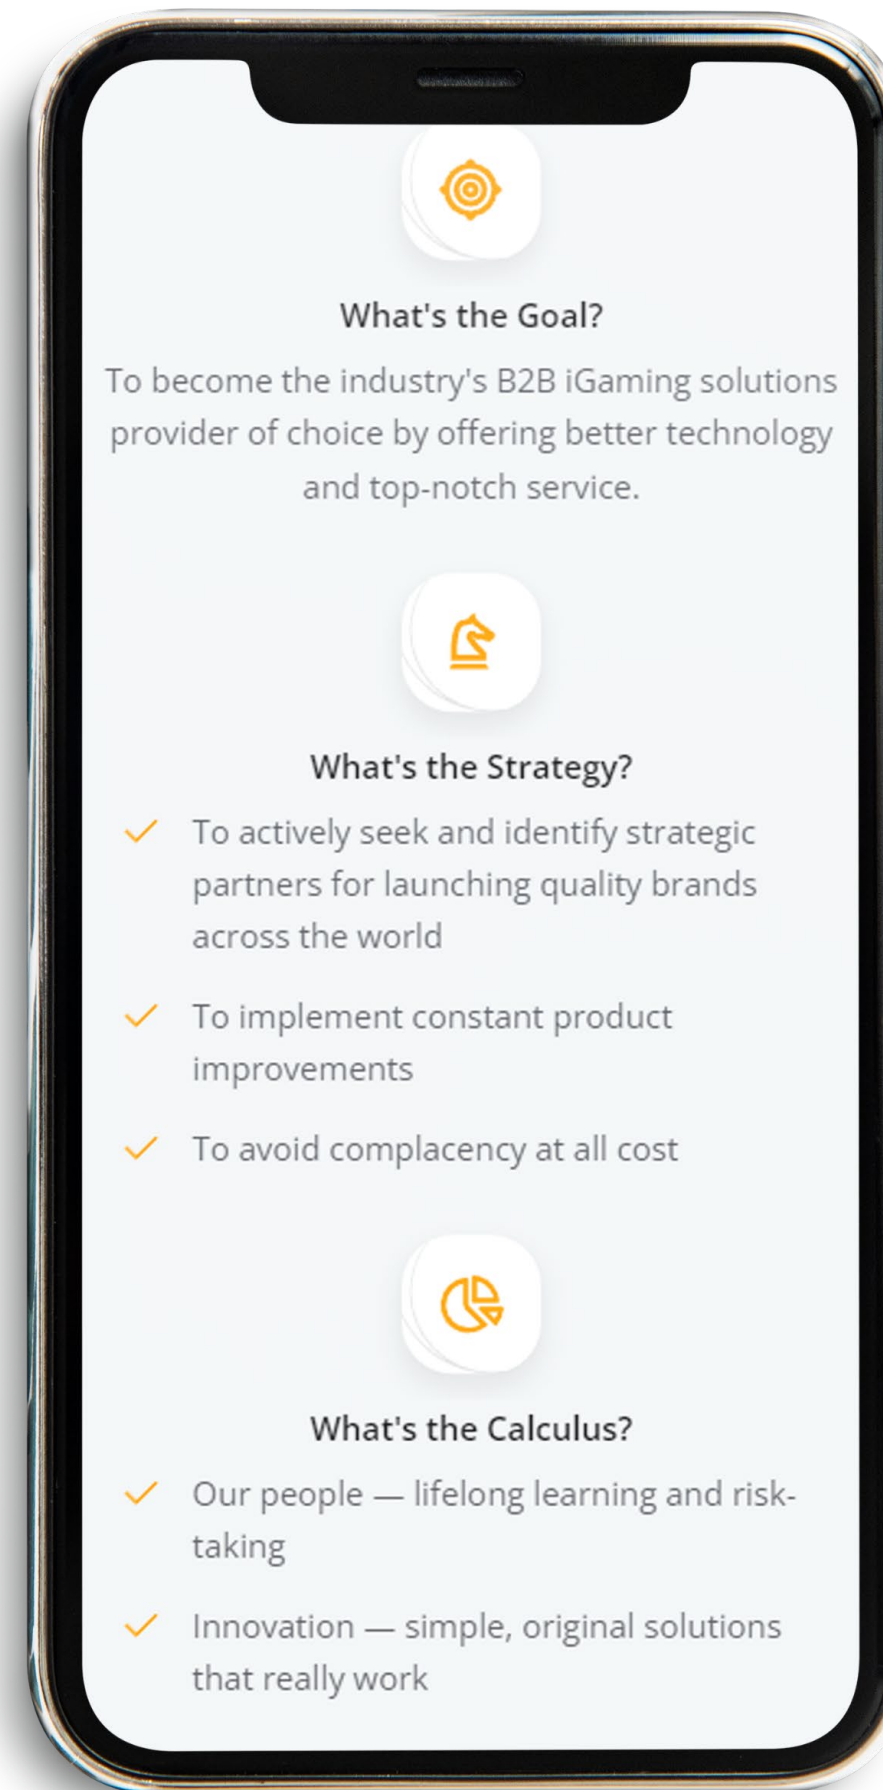 What's the Goal?
To become the industry's B2B iGaming solutions
provider of choice by offering better technology
and top-notch service.
What's the Strategy?
To actively seek and identify strategic
partners for launching quality brands
across the world
To implement constant product
improvements
To avoid complacency at all cost
What's the Calculus?
Our people — lifelong learning and risk-
taking
Innovation — simple, original solutions
that really work